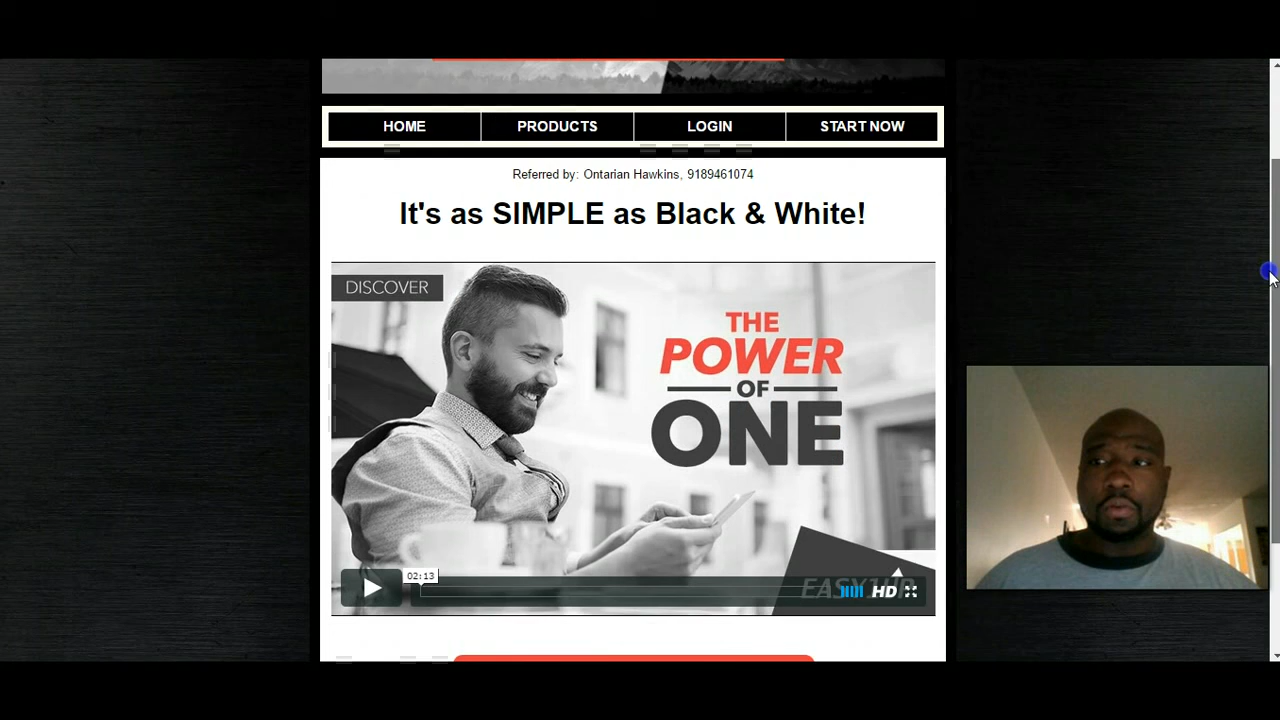 HOME PRODUCTS LOGIN START NOW
Referred by: Ontarian Hawkins, 9189461074
It's as SIMPLE as Black & White!
DISCOVER
THE
POWER
OF
ONE
02:13
EASY1UP
HD